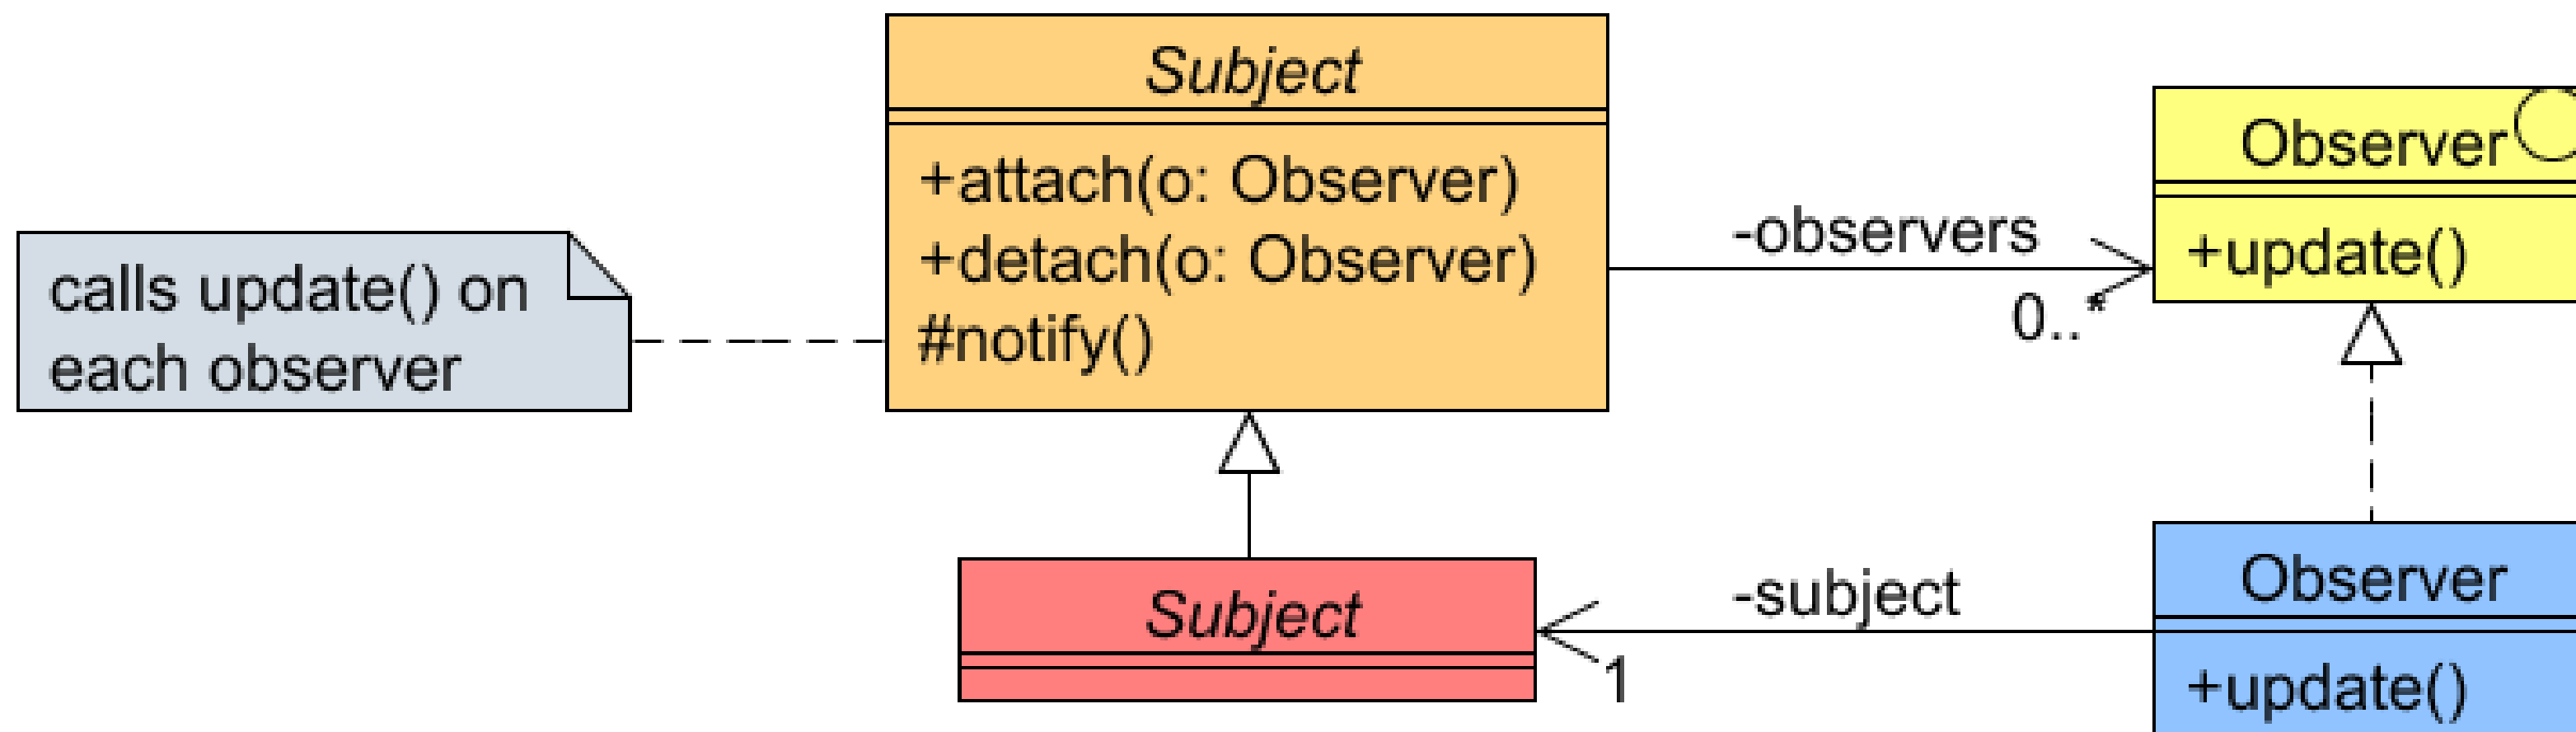 calls update() on
each observer
Subject
+attach(o: Observer)
+detach(o: Observer)
#notify()
-observers
0..*
Observer
+update()
Subject
-subject
1
Observer
+update()